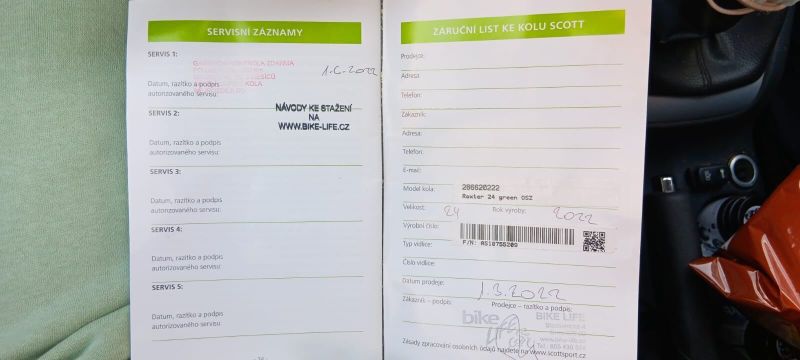 SERVISNÍ ZÁZNAMY
SERVIS 1:
1.6.2022
Datum, razítko a podpis
autorizovaného servisu:
NÁVODY KE STAŽENÍ
NA
WWW.BIKE-LIFE.CZ
SERVIS 2:
Datum, razítko a podpis
autorizovaného servisu:
SERVIS 3:
Datum, razítko a podpis
autorizovaného servisu:
SERVIS 4:
Datum, razítko a podpis
autorizovaného servisu:
SERVIS 5:
Datum, razítko a podpis
autorizovaného servisu:
ZÁRUČNÍ LIST KE KOLU SCOTT
Prodejce:
Adresa:
Telefon:
Zákazník:
Adresa:
Telefon:
E-mail:
Model kola:
286620222
Roxter 24 green OSZ
Velikost: 24 Rok výroby: 2022
Výrobní číslo:
Typ vidlice:
F/N: AS10755209
Číslo vidlice:
Datum prodeje: 1.3.2022
Zákazník – podpis:
Prodejce – razítko a podpis:
bike BIKE LIFE
Zásady zpracování osobních údajů najdete na www.scottsport.cz